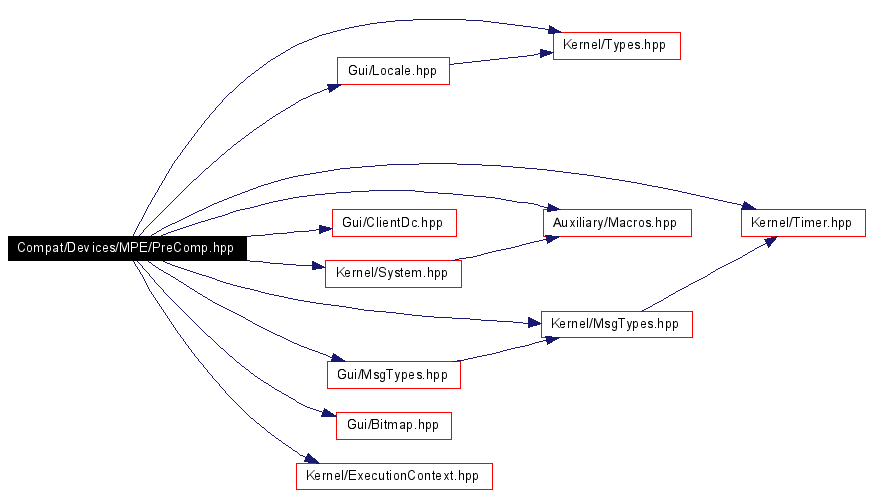 Kernel/Types.hpp
Gui/Locale.hpp
Gui/ClientDc.hpp
Auxiliary/Macros.hpp
Kernel/Timer.hpp
Compat/Devices/MPE/PreComp.hpp
Kernel/System.hpp
Kernel/MsgTypes.hpp
Gui/MsgTypes.hpp
Gui/Bitmap.hpp
Kernel/ExecutionContext.hpp